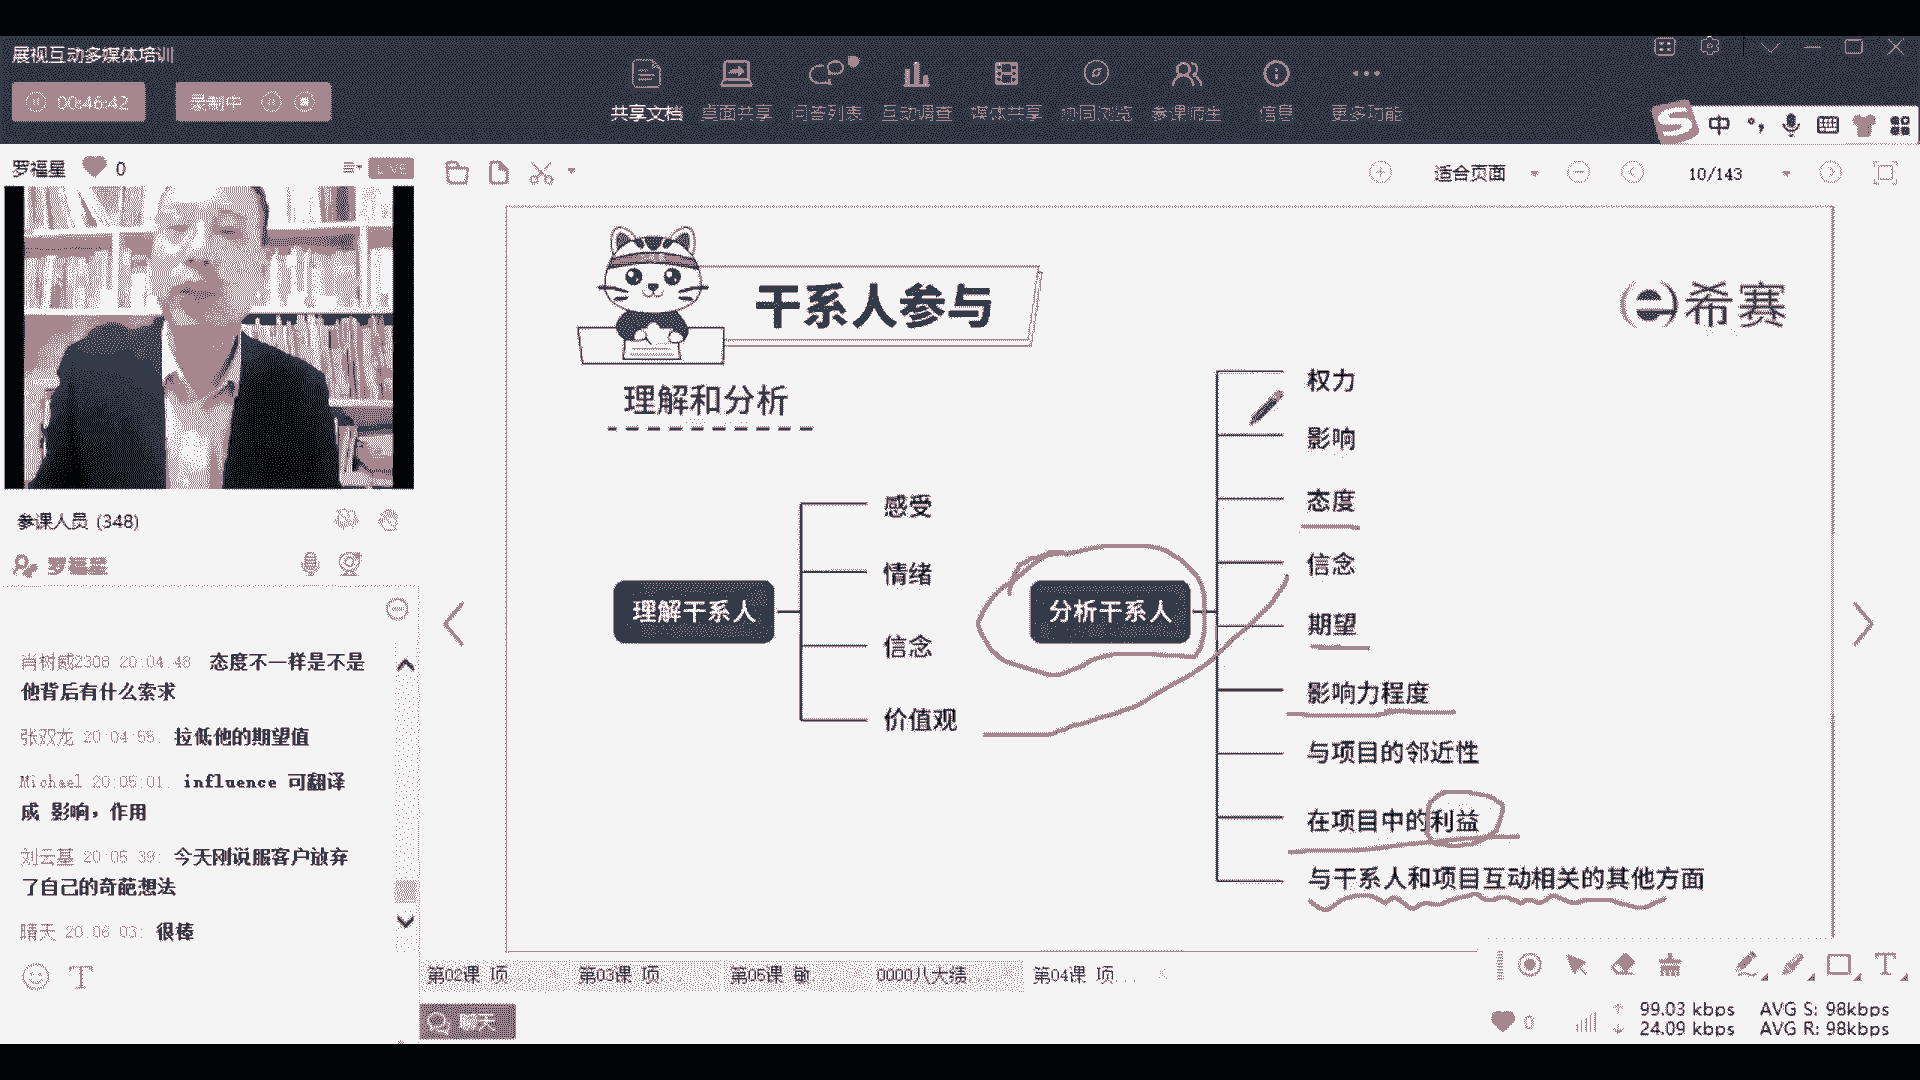 展视互动多媒体培训
00:46:42
录制中
共享文档 桌面共享 问答列表 互动调查 媒体共享 协同浏览 参课师生 信息 更多功能
中
罗福星 0
LIVE
适合页面
10/143
干系人参与
希赛
理解和分析
理解干系人
感受
情绪
信念
价值观
分析干系人
权力
影响
态度
信念
期望
影响力程度
与项目的邻近性
在项目中的利益
与干系人和项目互动相关的其他方面
参课人员 (348)
罗福星
肖树威2308 20:04:48 态度不一样是不是
他背后有什么索求
张双龙 20:04:55: 拉低他的期望值
Michael 20:05:01: influence 可翻译
成 影响，作用
刘云基 20:05:39: 今天刚说服客户放弃
了自己的奇葩想法
晴天 20:06:03: 很棒
第02课 项
第03课 项
第05课 敏
0000八大绩
第04课 项...
聊天
0
99.03 kbps AVG S: 98kbps
24.09 kbps AVG R: 98kbps